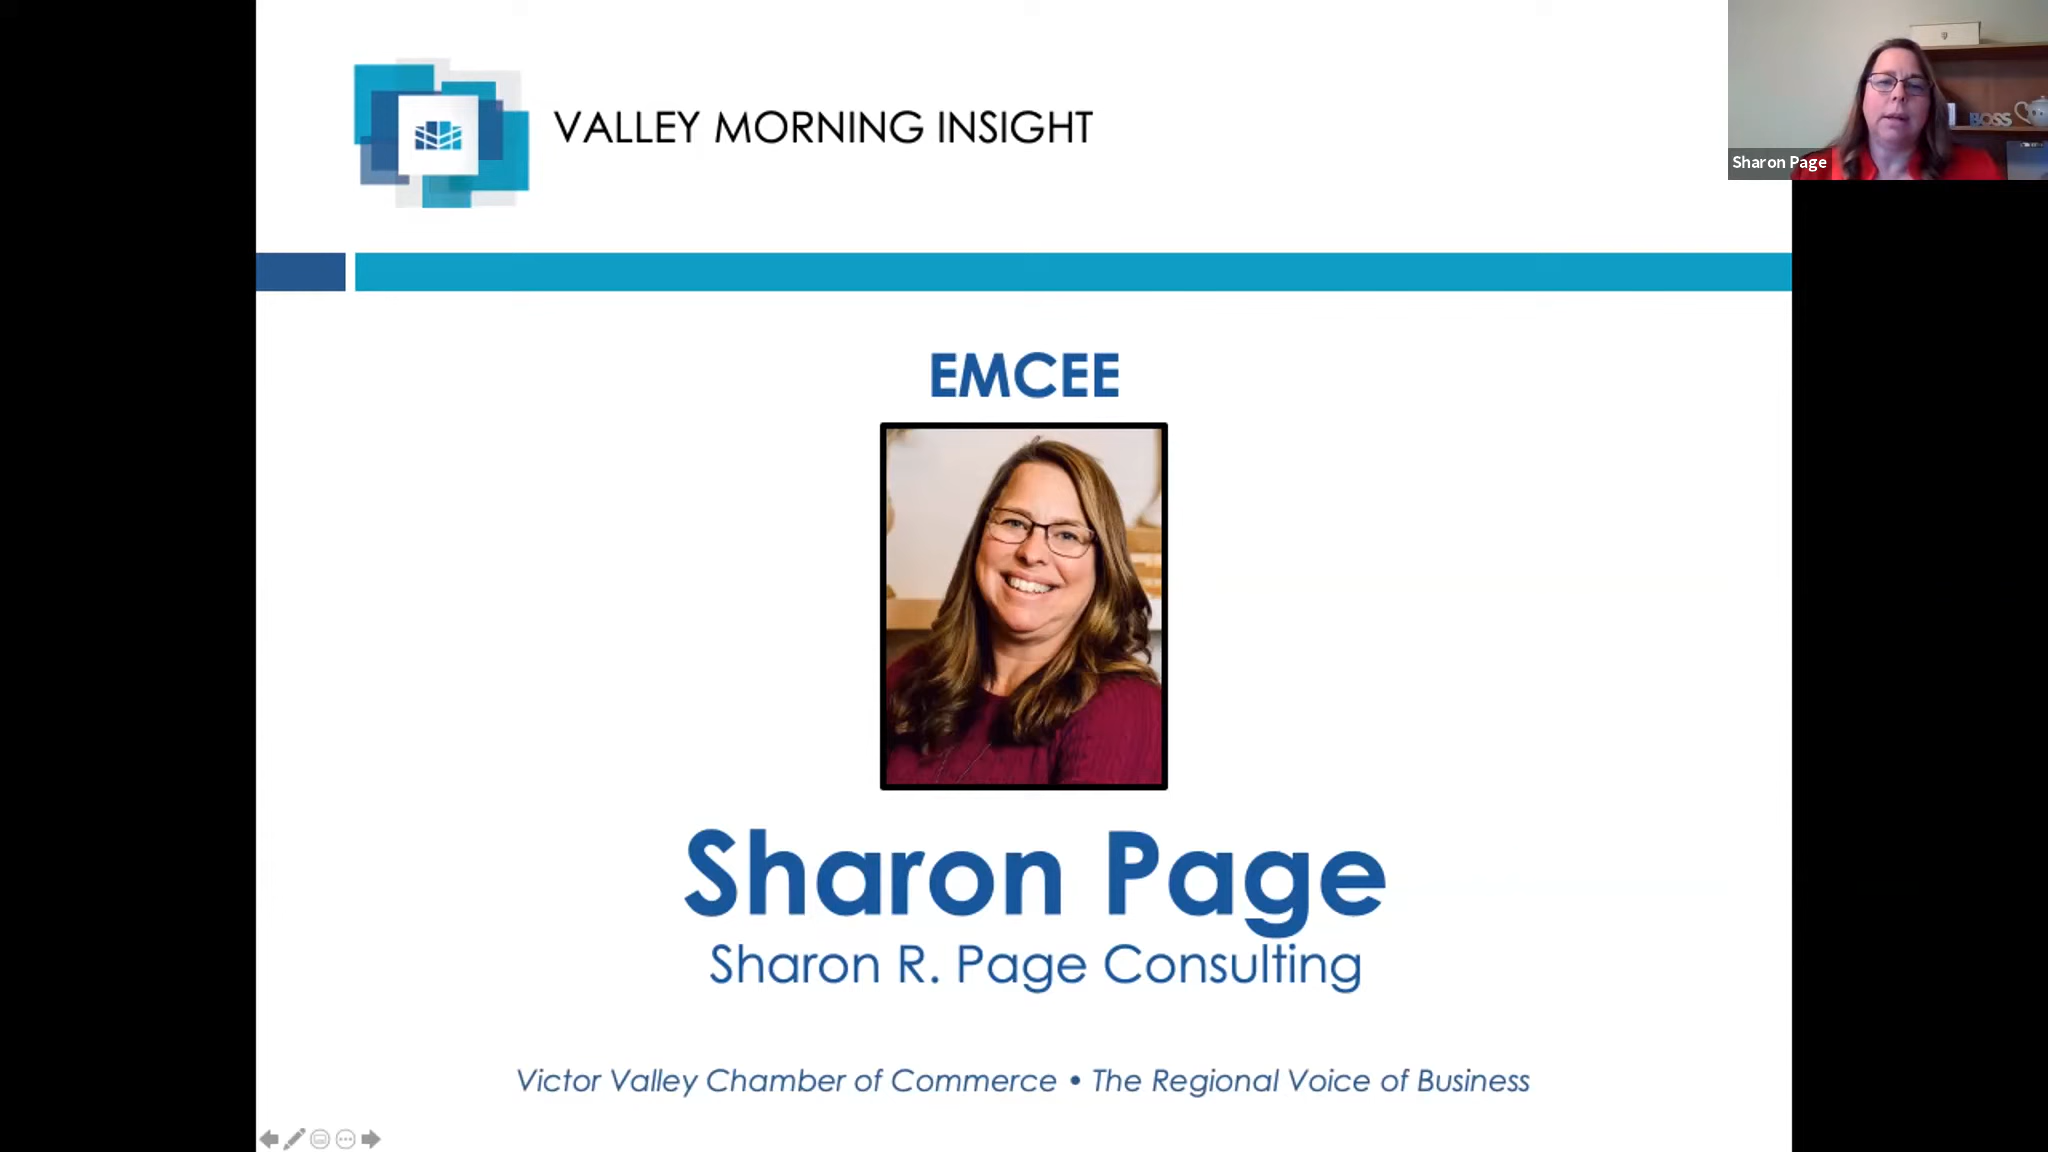 VALLEY MORNING INSIGHT
BOSS
Sharon Page
EMCEE
Sharon Page
Sharon R. Page Consulting
Victor Valley Chamber of Commerce • The Regional Voice of Business